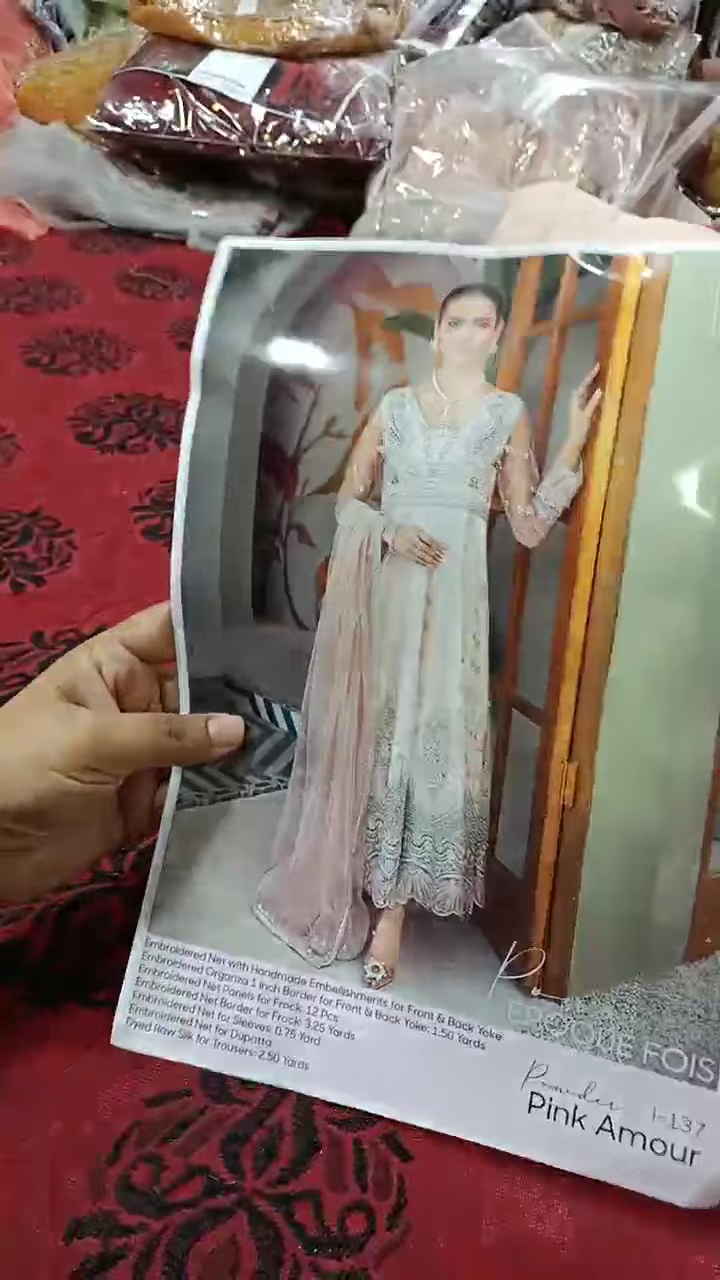 Embroidered Net with Handmade Embellishments for Front & Back Yoke
Embroidered Organza 1 inch Border for Front & Back Yoke: 1.50 Yards
Embroidered Net Panels for Frock: 12 Pcs
Embroidered Net Border for Frock: 3.25 Yards
Embroidered Net for Sleeves: 0.75 Yard
Embroidered Net for Dupatta
Dyed Raw Silk for Trousers: 2.50 Yards
FOIS
Powder
Pink Amour
I-137